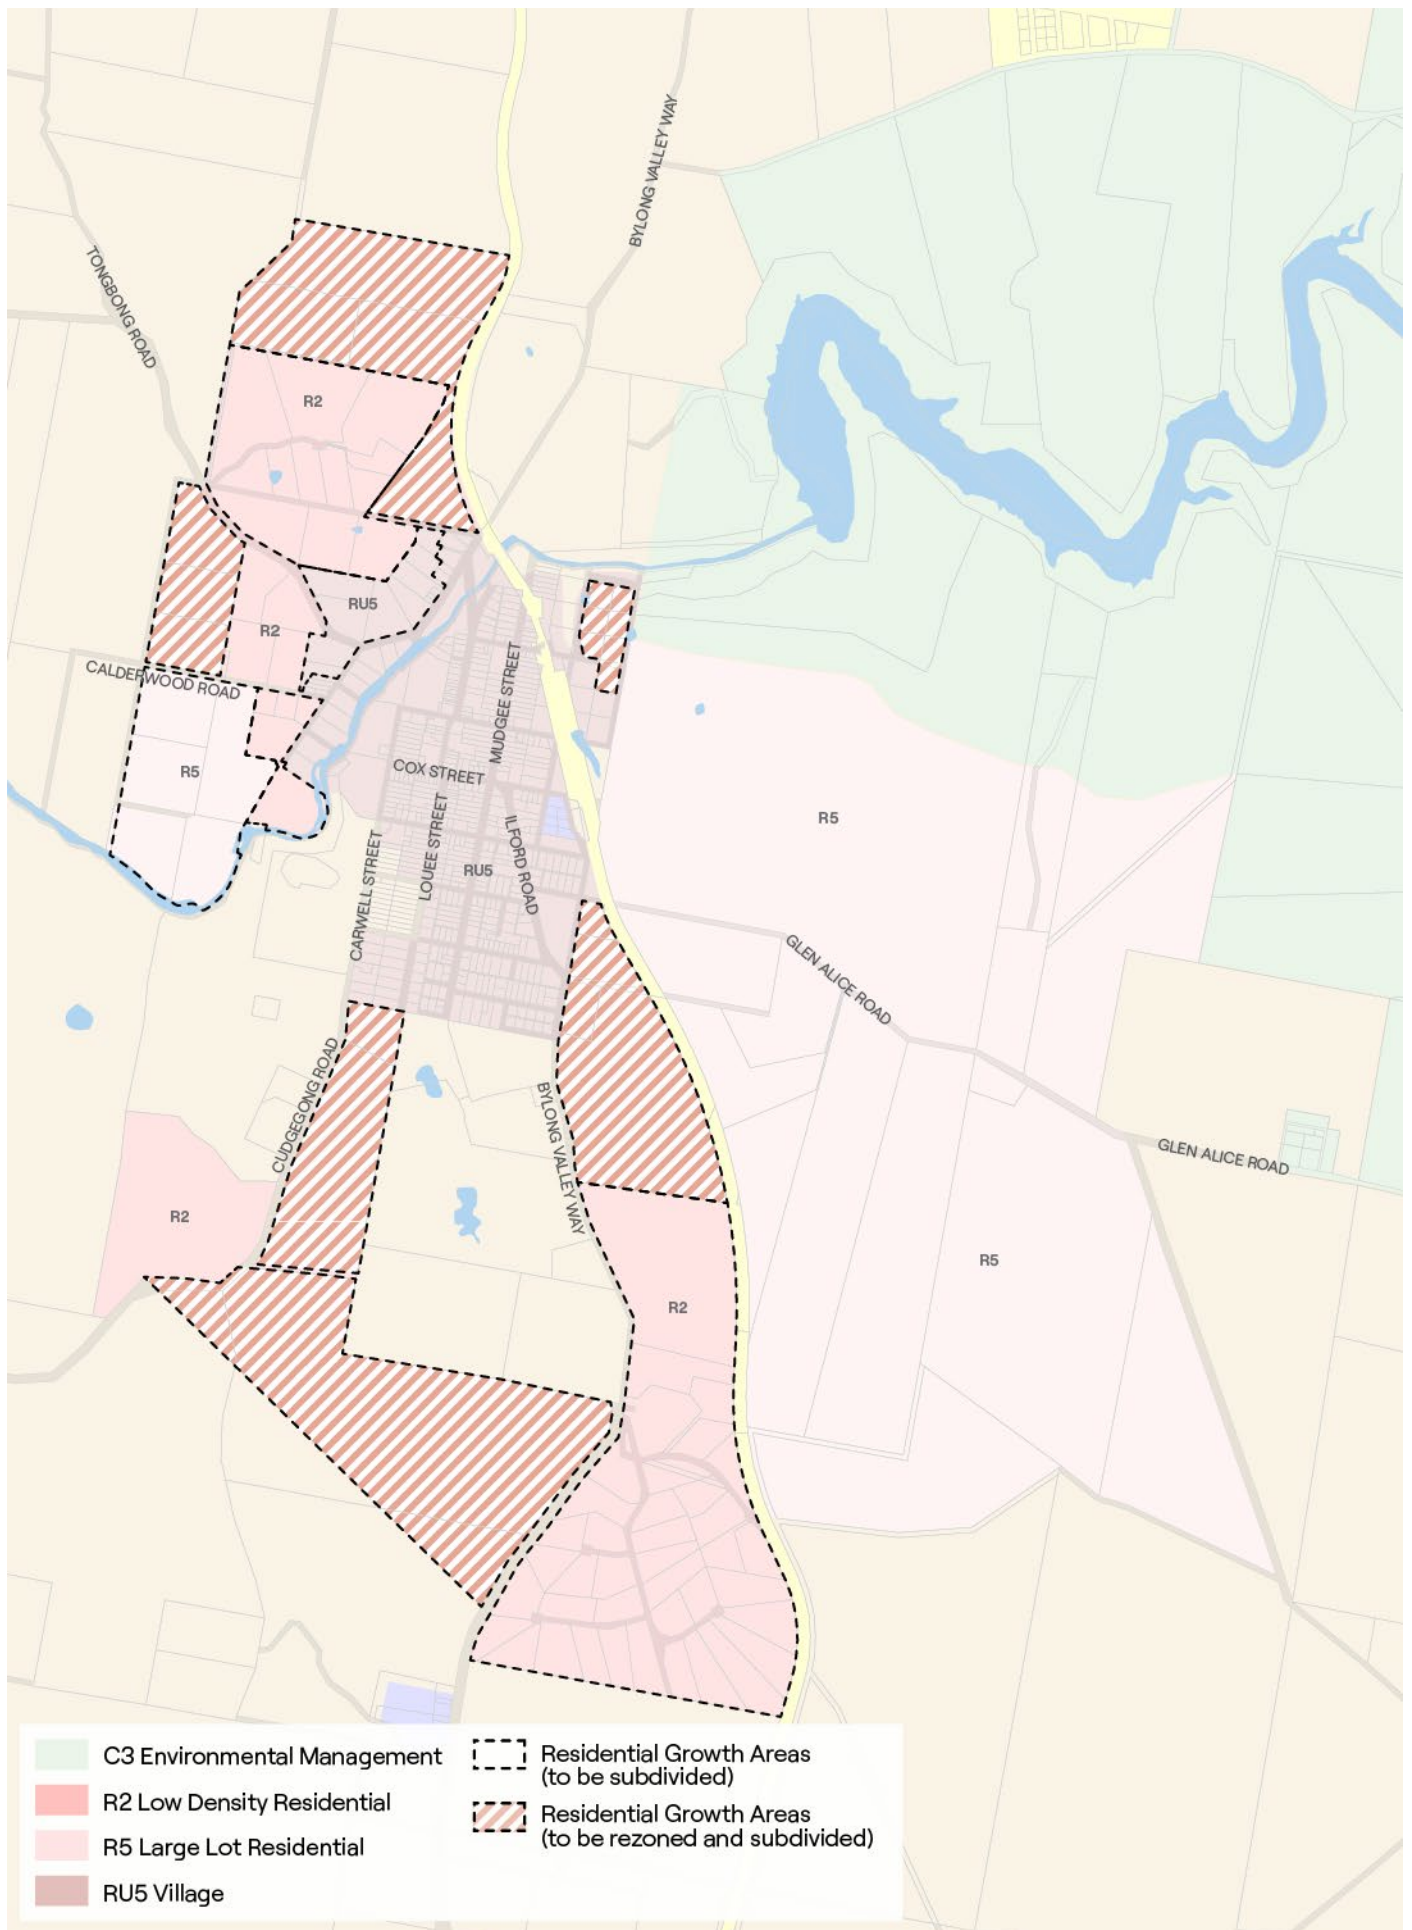 BYLONG VALLEY WAY
TONGBONG ROAD
R2
RU5
R2
CALDERWOOD ROAD
MUDGEE STREET
COX STREET
R5
R5
LOUEE STREET
ILFORD ROAD
CARWELL STREET
RU5
GLEN ALICE ROAD
CUDGEGONG ROAD
BYLONG VALLEY WAY
GLEN ALICE ROAD
R2
R5
R2
C3 Environmental Management
R2 Low Density Residential
R5 Large Lot Residential
RU5 Village
Residential Growth Areas
(to be subdivided)
Residential Growth Areas
(to be rezoned and subdivided)